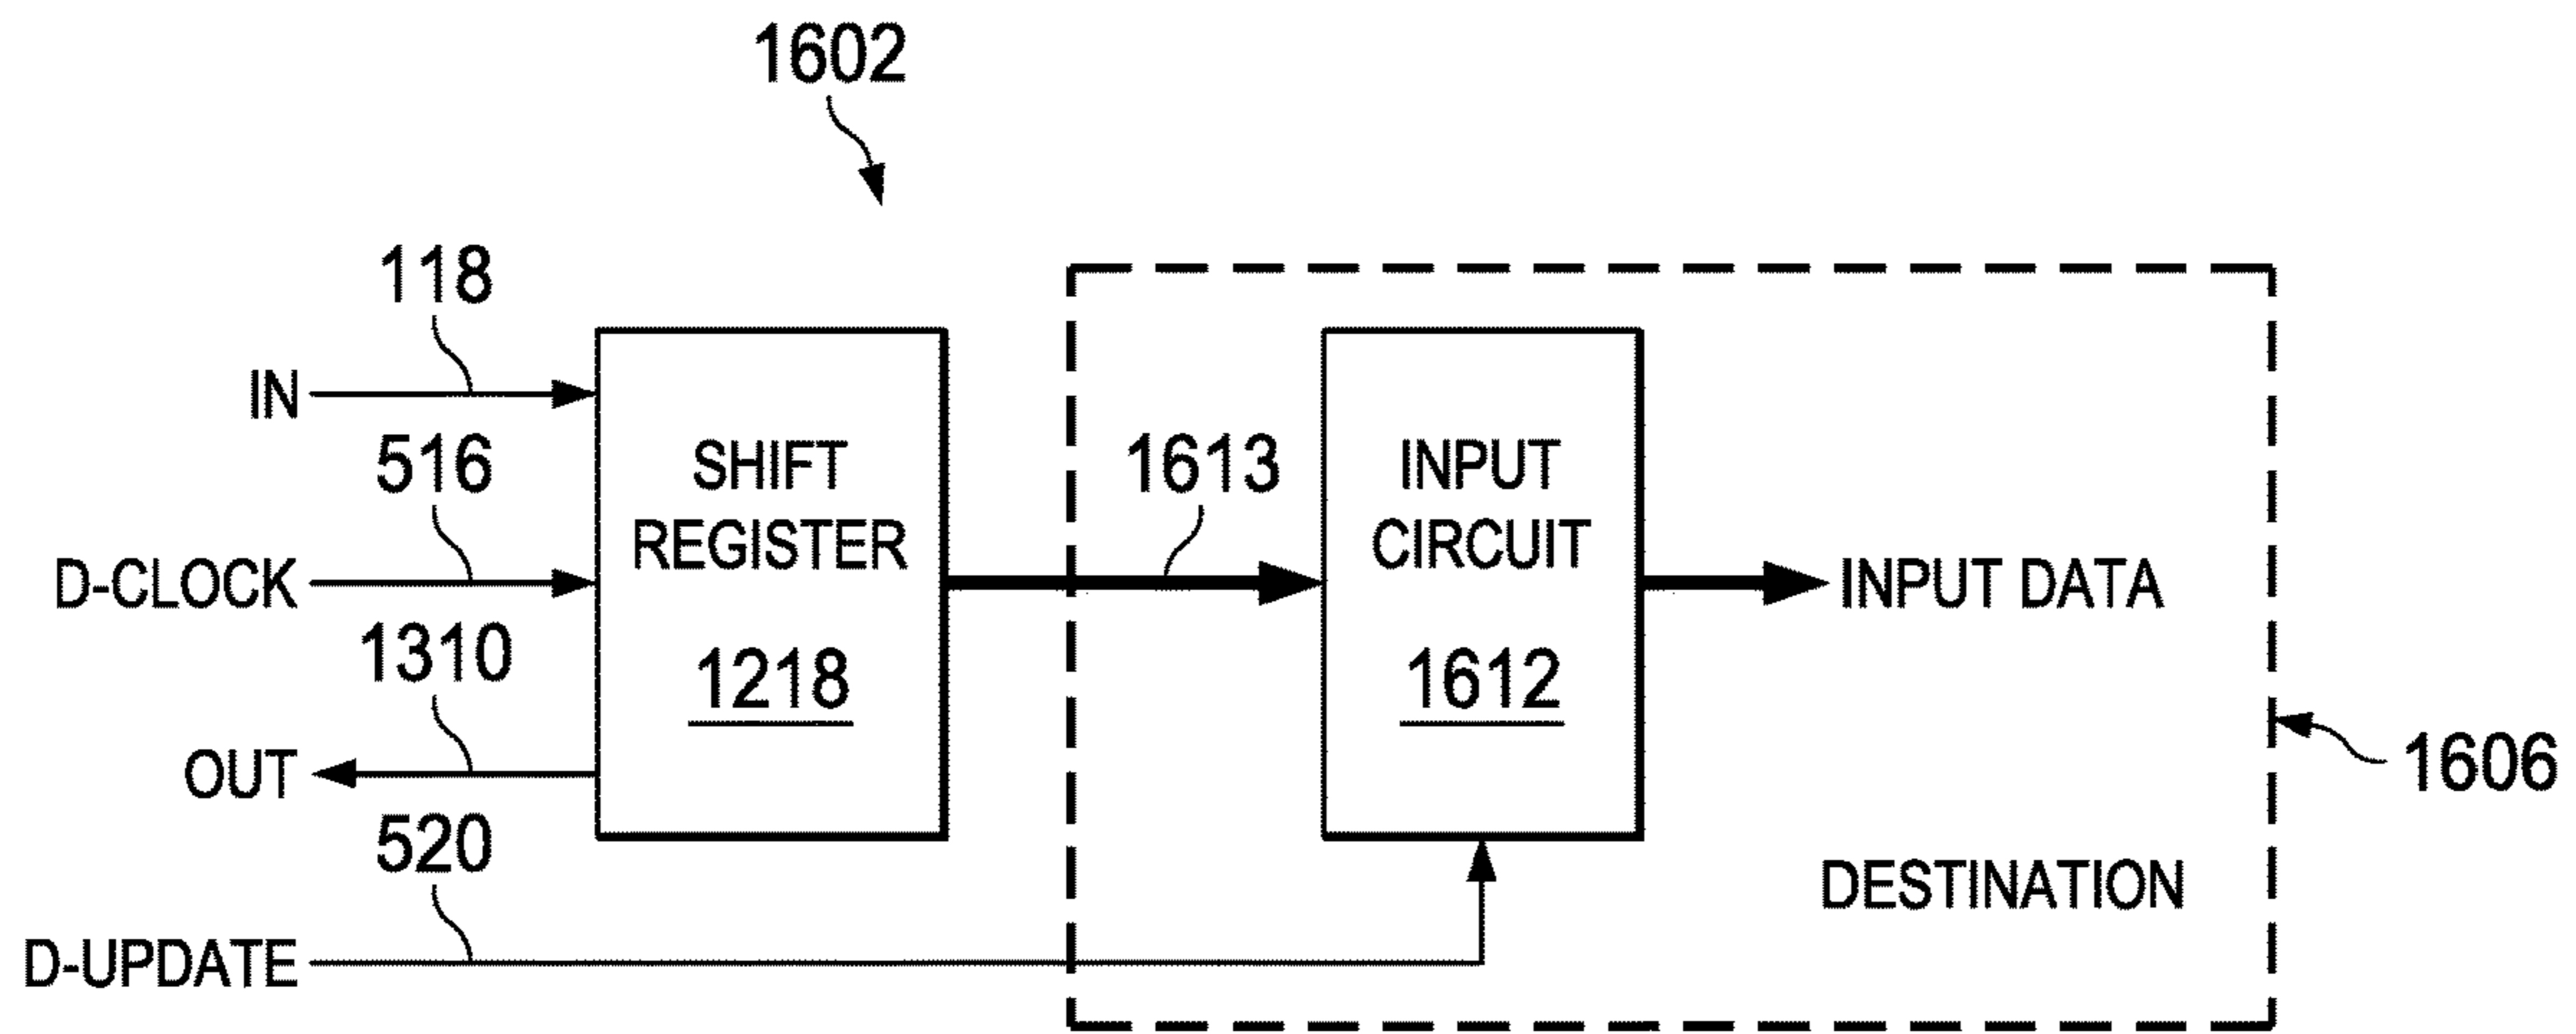 1602
118
IN
516
D-CLOCK
1310
OUT
520
D-UPDATE
SHIFT
REGISTER
1218
1613
INPUT
CIRCUIT
1612
INPUT DATA
DESTINATION
1606